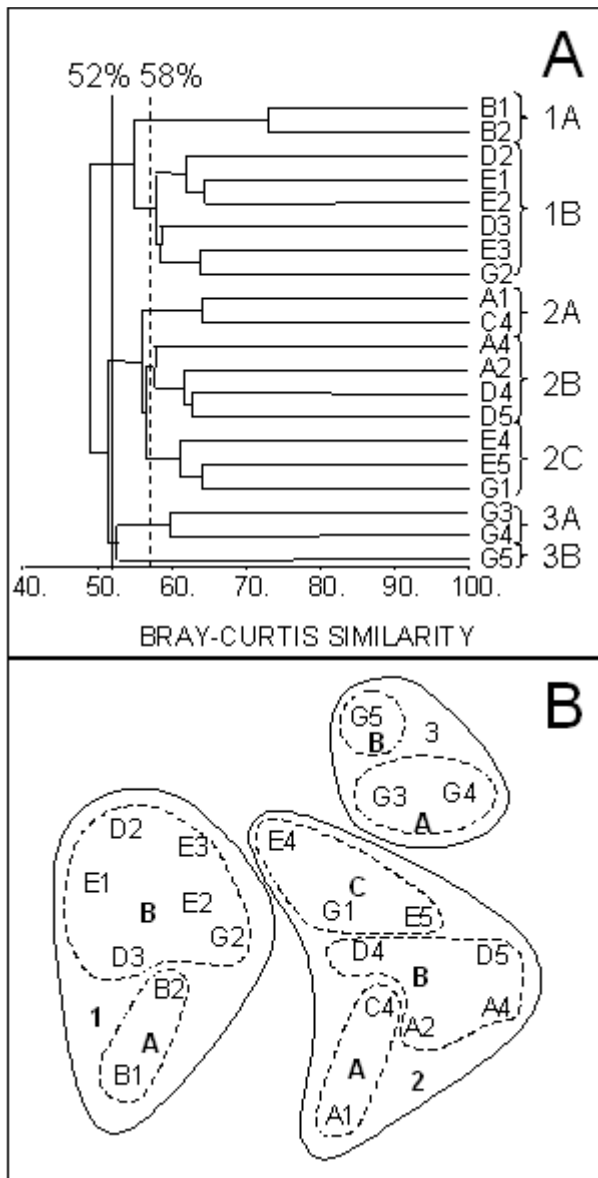 A
52% 58%
B1
B2
1A
D2
E1
E2
D3
E3
G2
1B
A1
C4
2A
A4
A2
D4
D5
2B
E4
E5
G1
2C
G3
G4
3A
G5
3B
40. 50. 60. 70. 80. 90. 100.
BRAY-CURTIS SIMILARITY
B
G5
B
3
G3 G4
A
D2
E3
E1
B
E2
G2
D3
B2
1
A
B1
E4
C
G1 E5
D4 D5
B
C4
A2
A4
A
2
A1